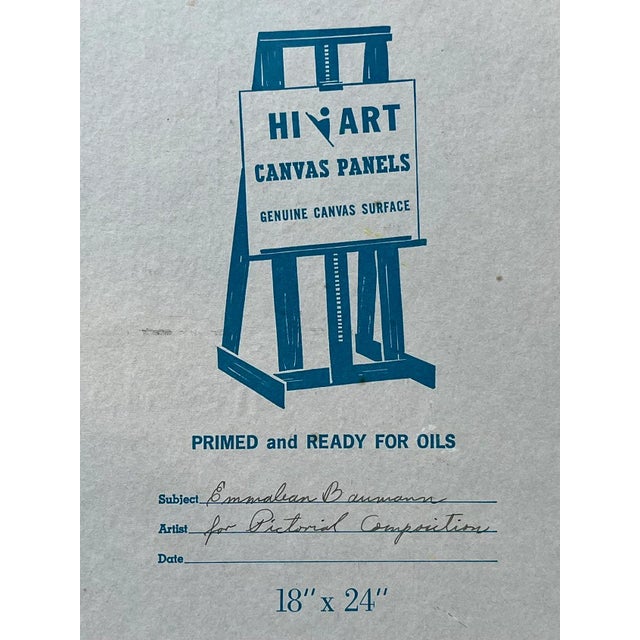 HI ART
CANVAS PANELS
GENUINE CANVAS SURFACE
PRIMED and READY FOR OILS
Subject Emmalean Baumann
Artist for Pictorial Composition
Date
18" x 24"